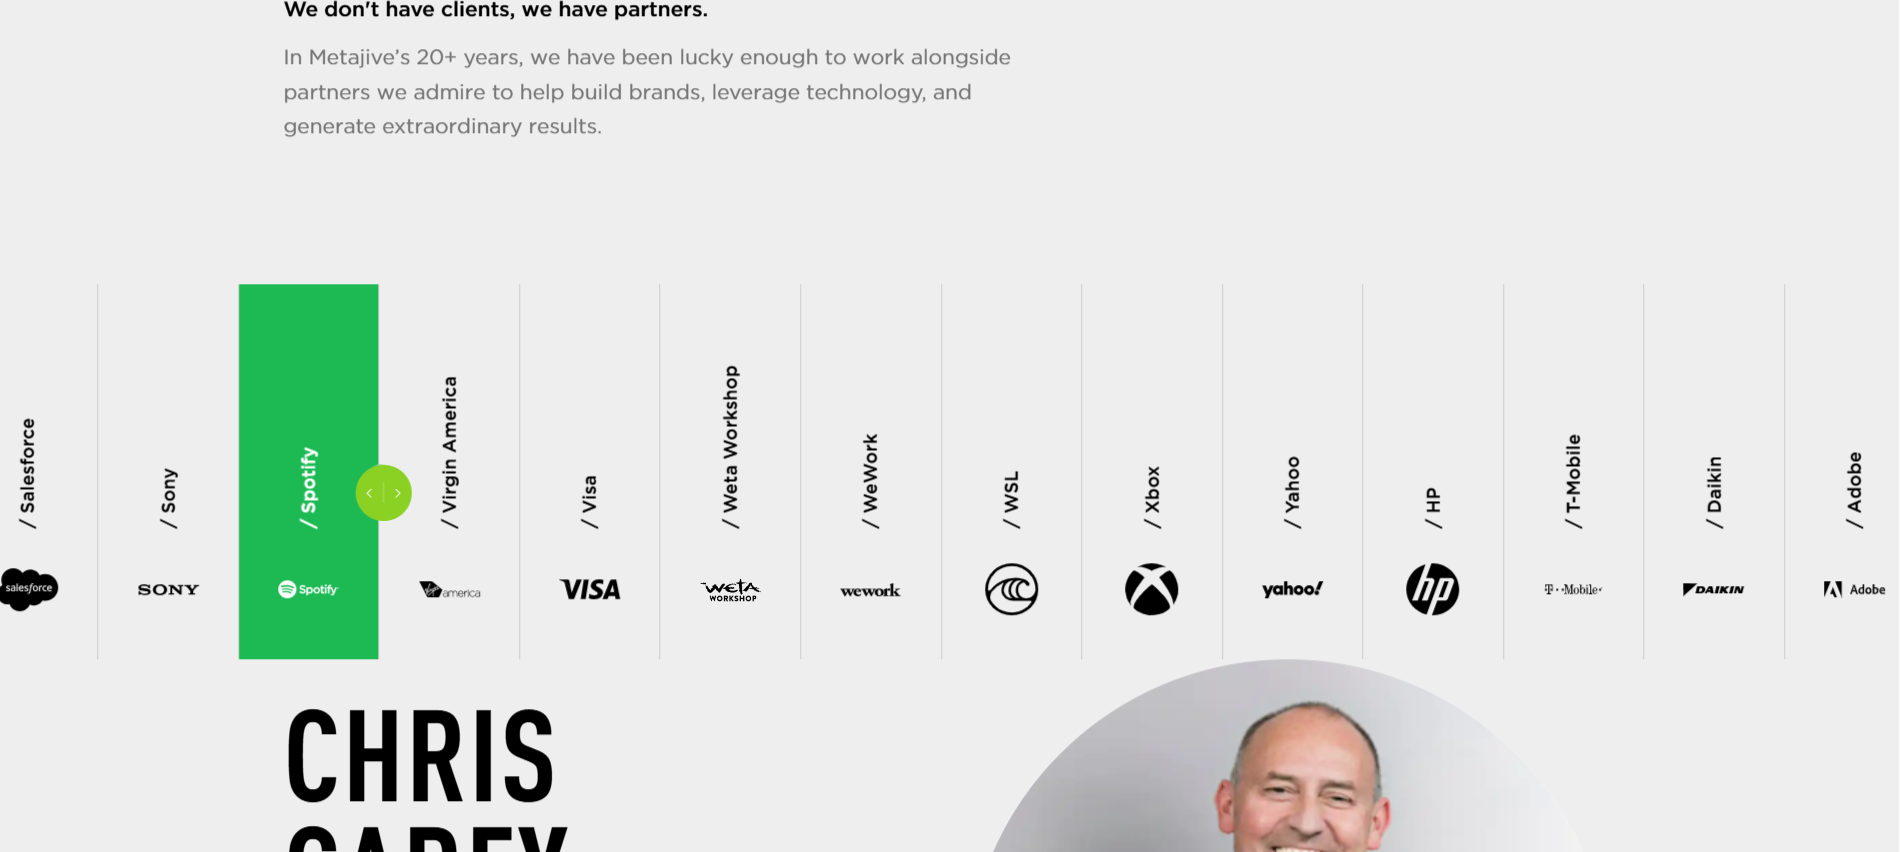 We don't have clients, we have partners.
In Metajive’s 20+ years, we have been lucky enough to work alongside
partners we admire to help build brands, leverage technology, and
generate extraordinary results.
/ Salesforce
/ Sony
/ Spotify
/ Virgin America
/ Visa
/ Weta Workshop
/ WeWork
/ WSL
/ Xbox
/ Yahoo
/ HP
/ T-Mobile
/ Daikin
/ Adobe
salesforce
SONY
Spotify
america
VISA
WETA
WORKSHOP
wework
yahoo!
hp
T··Mobile·
DAIKIN
Adobe
CHRIS